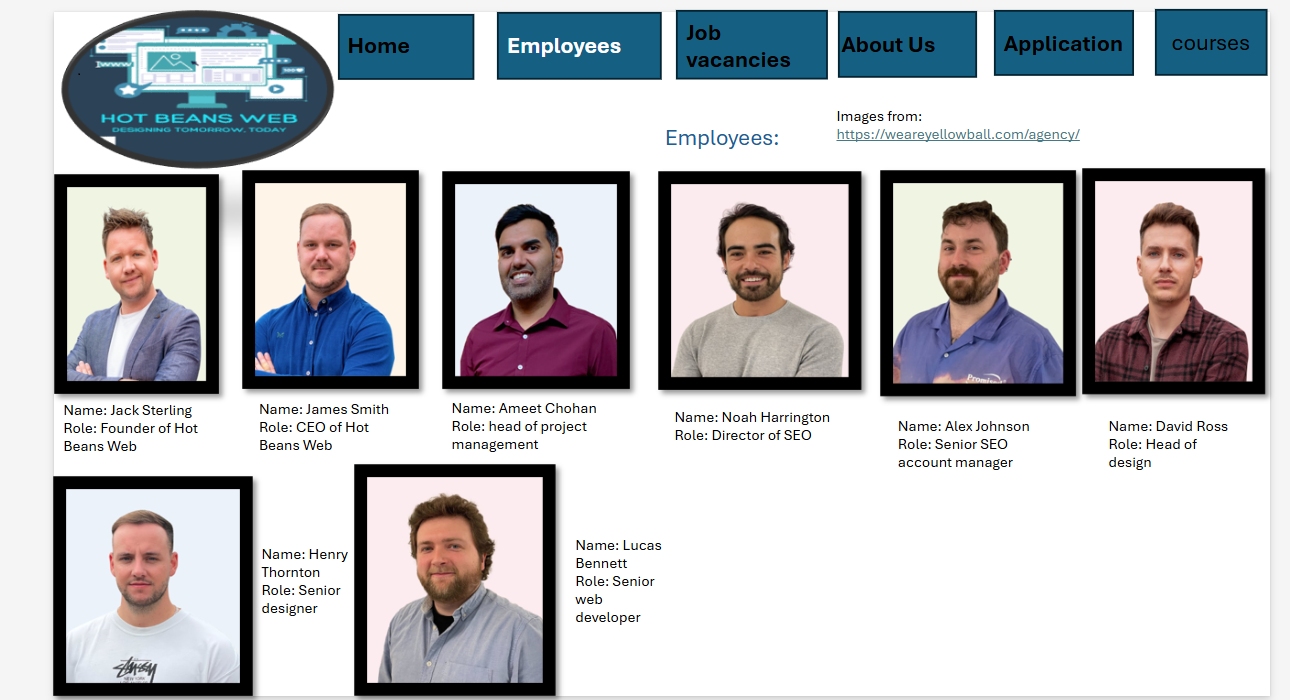 www
HOT BEANS WEB
DESIGNING TOMORROW, TODAY
Home
Employees
Job
vacancies
About Us
Application
courses
Employees:
Images from:
https://weareyellowball.com/agency/
Name: Jack Sterling
Role: Founder of Hot
Beans Web
Name: James Smith
Role: CEO of Hot
Beans Web
Name: Ameet Chohan
Role: head of project
management
Name: Noah Harrington
Role: Director of SEO
Name: Alex Johnson
Role: Senior SEO
account manager
Name: David Ross
Role: Head of
design
Name: Henry
Thornton
Role: Senior
designer
Name: Lucas
Bennett
Role: Senior
web
developer